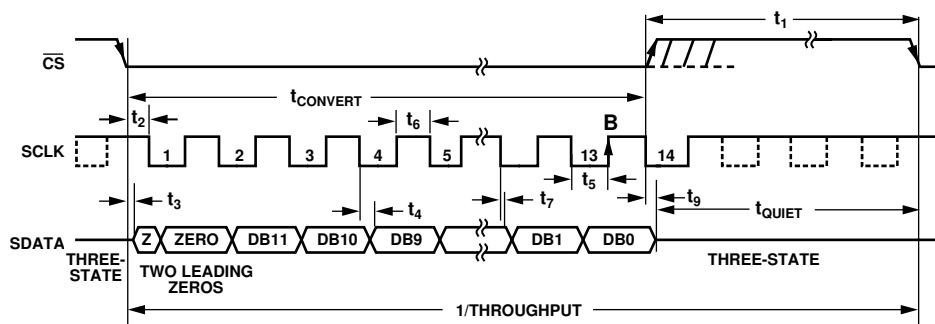 t1
CS
tCONVERT
t2
t6
B
SCLK
1
2
3
4
5
13
14
t3
t4
t7
t5
t9
tQUIET
SDATA
Z
ZERO
DB11
DB10
DB9
DB1
DB0
THREE-
STATE
TWO LEADING
ZEROS
THREE-STATE
1/THROUGHPUT